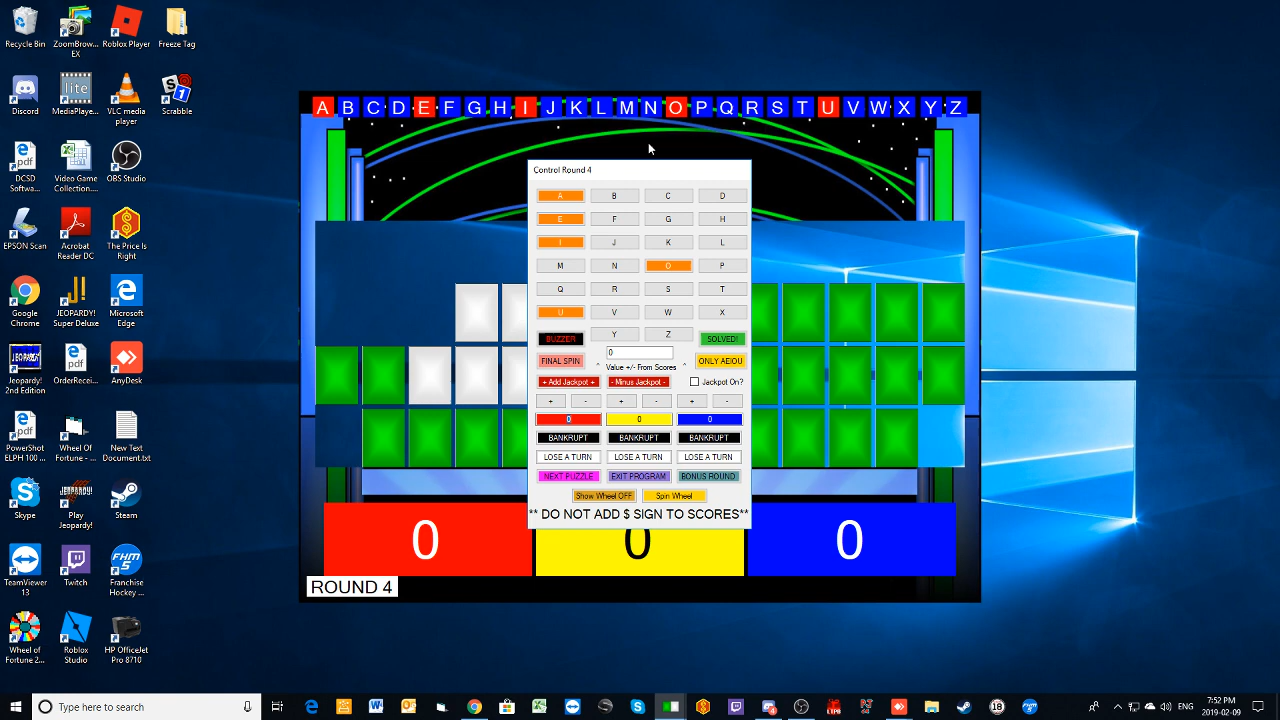 Recycle Bin
ZoomBrow... EX
Roblox Player
Freeze Tag
Discord
MediaPlaye...
VLC media player
Scrabble
DCSD Softwa...
Video Game Collection....
OBS Studio
EPSON Scan
Acrobat Reader DC
The Price Is Right
Google Chrome
JEOPARDY! Super Deluxe
Microsoft Edge
Jeopardy! 2nd Edition
OrderRecei...
AnyDesk
PowerShot ELPH 100 ...
Wheel Of Fortune - ...
New Text Document.txt
Skype
Play Jeopardy!
Steam
TeamViewer 13
Twitch
Franchise Hockey ...
Wheel of Fortune 2...
Roblox Studio
HP OfficeJet Pro 8710
A B C D E F G H I J K L M N O P Q R S T U V W X Y Z
Control Round 4
A B C D
E F G H
I J K L
M N O P
Q R S T
U V W X
BUZZER Y Z SOLVED!
0
FINAL SPIN ^ Value +/- From Scores ^ ONLY AEIOU
+ Add Jackpot + - Minus Jackpot - Jackpot On?
+ - + - + -
0 0 0
BANKRUPT BANKRUPT BANKRUPT
LOSE A TURN LOSE A TURN LOSE A TURN
NEXT PUZZLE EXIT PROGRAM BONUS ROUND
Show Wheel OFF Spin Wheel
** DO NOT ADD $ SIGN TO SCORES**
0 0 0
ROUND 4
Type here to search
7:52 PM
2019-02-09